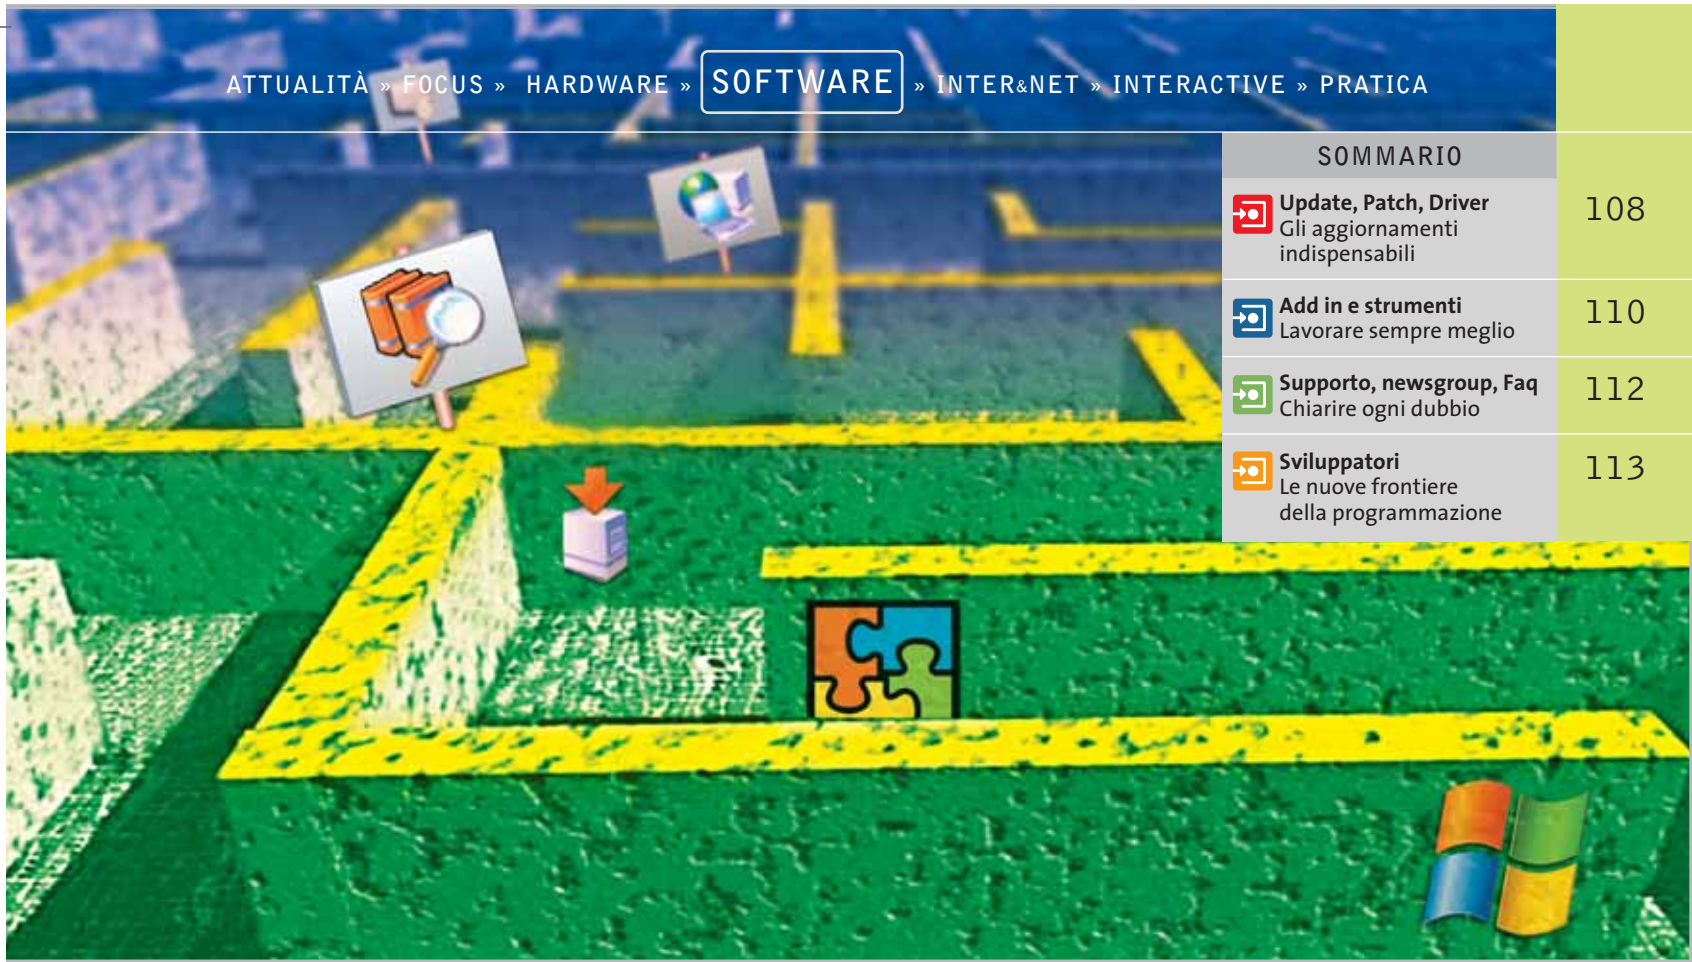 ATTUALITÀ » FOCUS » HARDWARE » SOFTWARE » INTER&NET » INTERACTIVE » PRATICA
SOMMARIO
Update, Patch, Driver 108
Gli aggiornamenti
indispensabili
Add in e strumenti 110
Lavorare sempre meglio
Supporto, newsgroup, Faq 112
Chiarire ogni dubbio
Sviluppatori 113
Le nuove frontiere
della programmazione